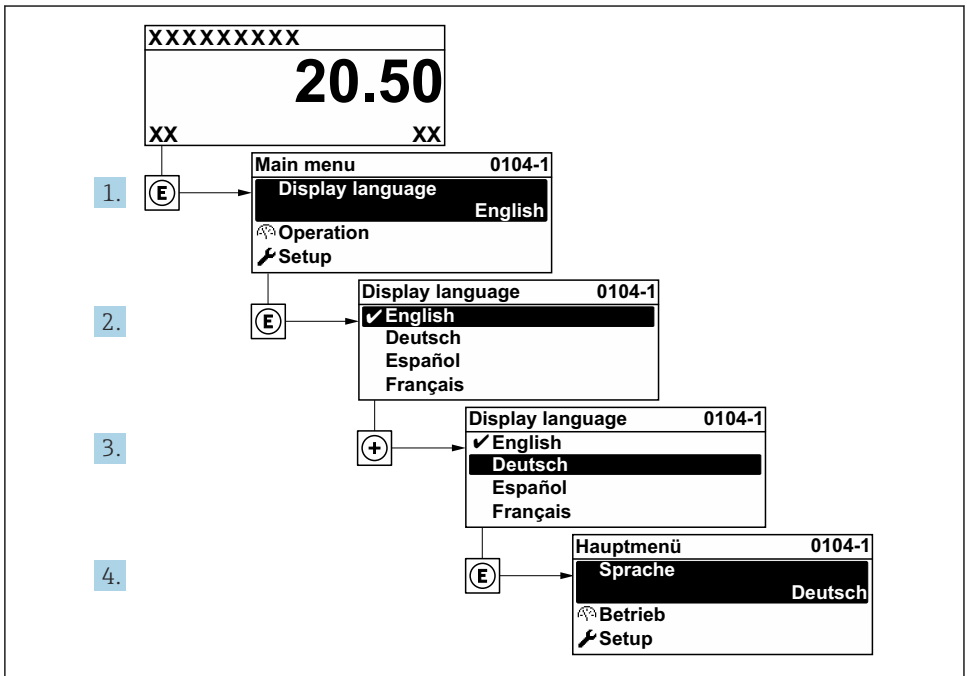 XXXXXXXXX
20.50
XX XX
1. E
Main menu 0104-1
Display language
English
Operation
Setup
2. E
Display language 0104-1
✔English
Deutsch
Español
Français
3. +
Display language 0104-1
✔English
Deutsch
Español
Français
4. E
Hauptmenü 0104-1
Sprache
Deutsch
Betrieb
Setup